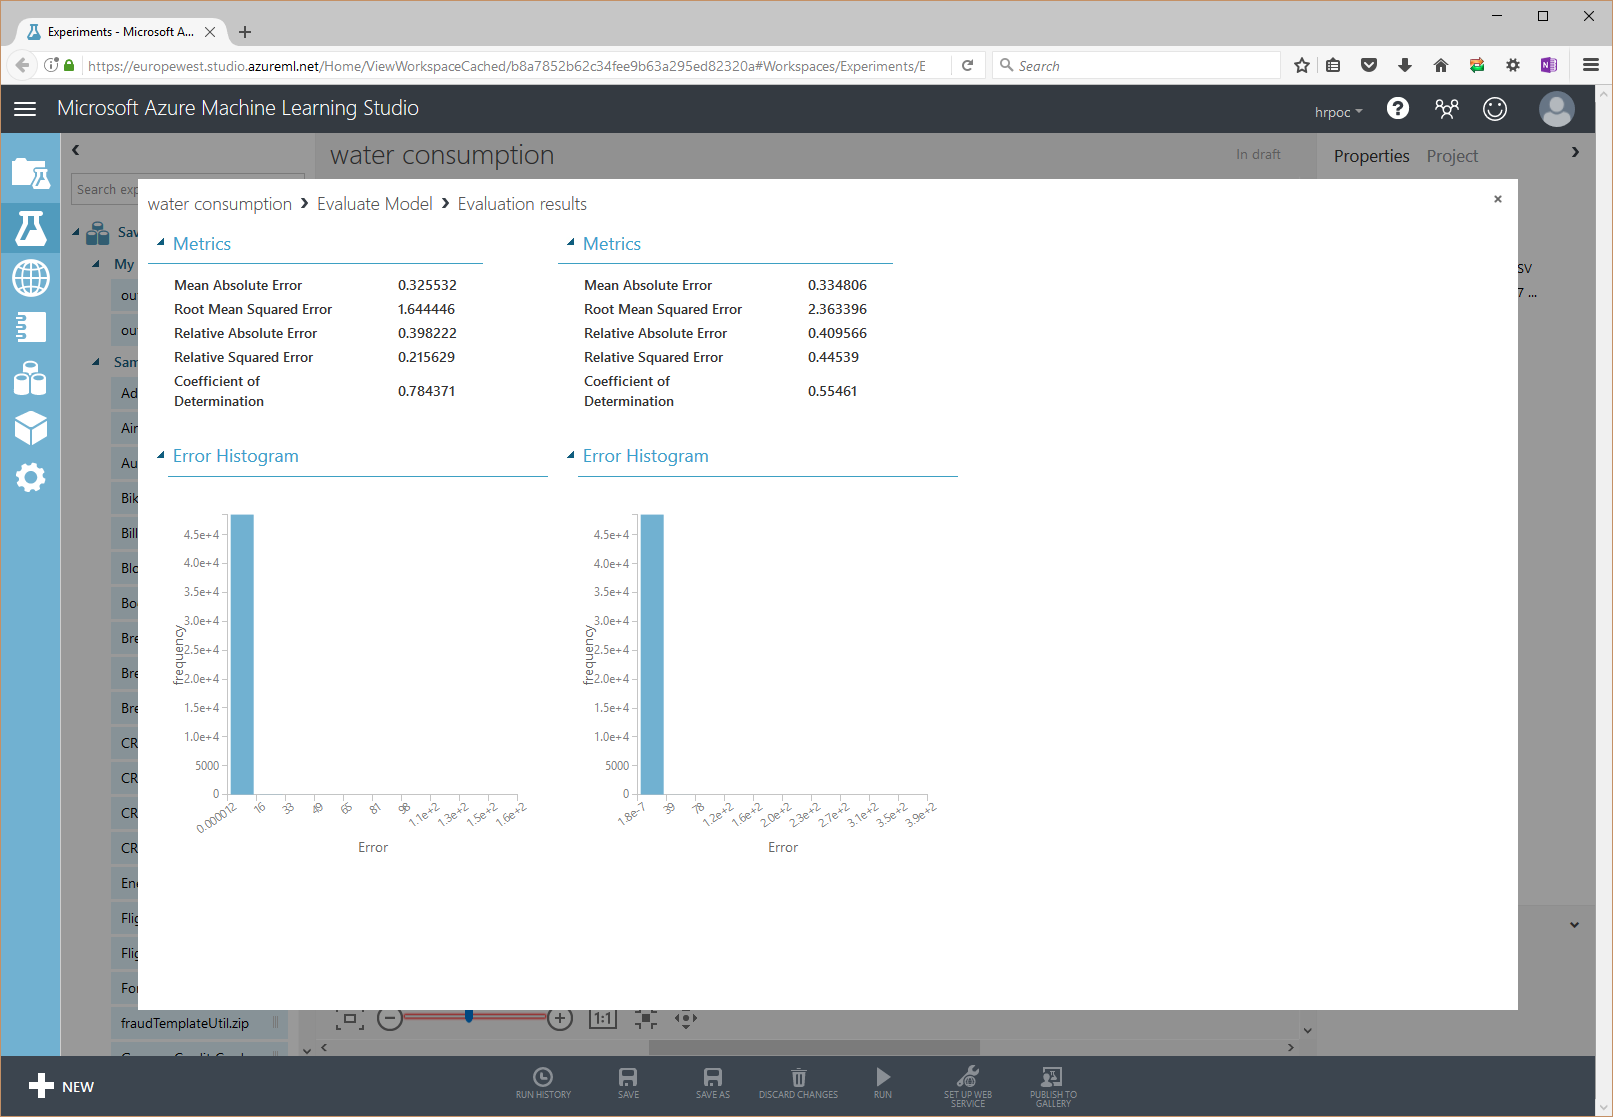 Experiments - Microsoft A...
https://europewest.studio.azureml.net/Home/ViewWorkspaceCached/b8a7852b62c34fee9b63a295ed82320a#Workspaces/Experiments/E
Search
Microsoft Azure Machine Learning Studio
hrpoc
water consumption
In draft
Properties
Project
Search exp
water consumption > Evaluate Model > Evaluation results
Sav
My
ou
ou
Sam
Ad
Air
Au
Bik
Bill
Blo
Bo
Bre
Bre
Bre
CR
CR
CR
CR
Ene
Flig
Flig
For
fraudTemplateUtil.zip
SV
7 ...
Metrics
Mean Absolute Error 0.325532
Root Mean Squared Error 1.644446
Relative Absolute Error 0.398222
Relative Squared Error 0.215629
Coefficient of
Determination 0.784371
Metrics
Mean Absolute Error 0.334806
Root Mean Squared Error 2.363396
Relative Absolute Error 0.409566
Relative Squared Error 0.44539
Coefficient of
Determination 0.55461
Error Histogram
4.5e+4
4.0e+4
3.5e+4
3.0e+4
2.5e+4
2.0e+4
1.5e+4
1.0e+4
5000
0
frequency
0.000012 16 33 49 65 81 98 1.1e+2 1.3e+2 1.5e+2 1.6e+2
Error
Error Histogram
4.5e+4
4.0e+4
3.5e+4
3.0e+4
2.5e+4
2.0e+4
1.5e+4
1.0e+4
5000
0
frequency
1.8e-7 39 78 1.2e+2 1.6e+2 2.0e+2 2.3e+2 2.7e+2 3.1e+2 3.5e+2 3.9e+2
Error
1:1
NEW
RUN HISTORY
SAVE
SAVE AS
DISCARD CHANGES
RUN
SET UP WEB
SERVICE
PUBLISH TO
GALLERY